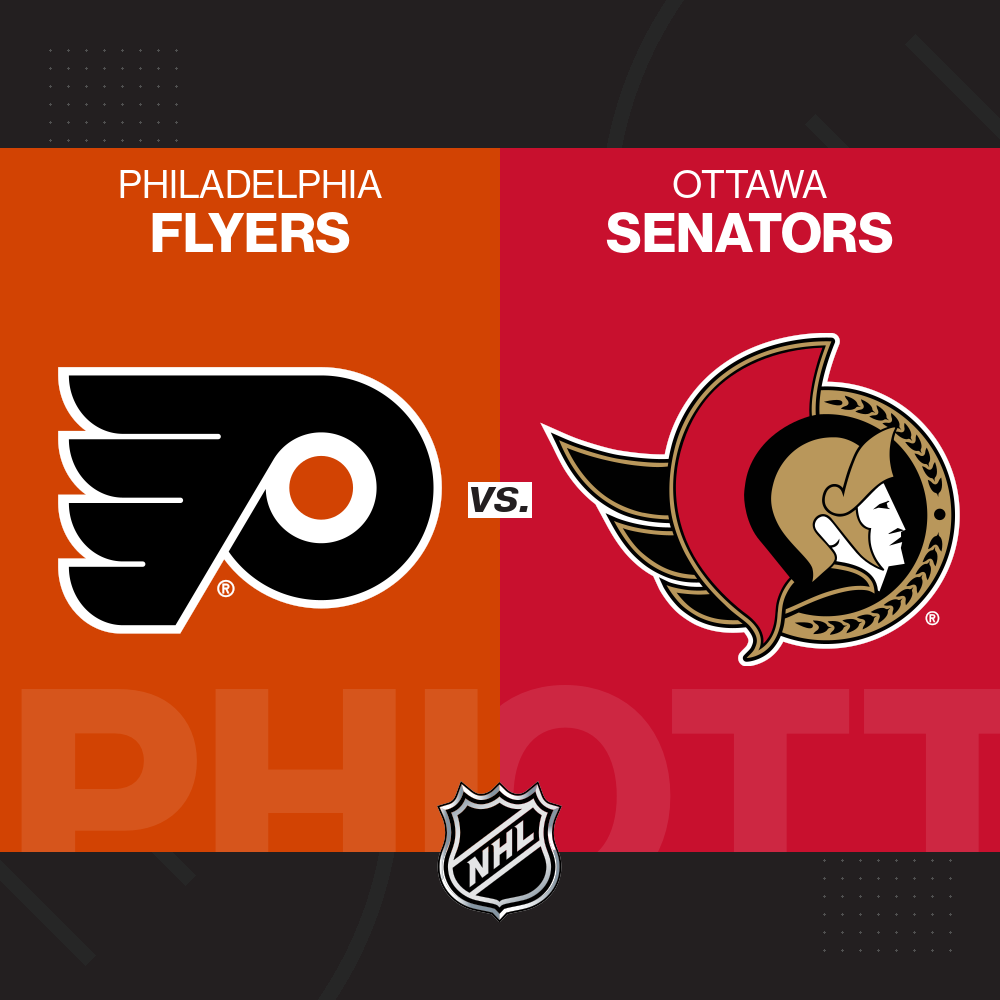 PHILADELPHIA
FLYERS
OTTAWA
SENATORS
VS.
®
®
PHI
OTT
NHL